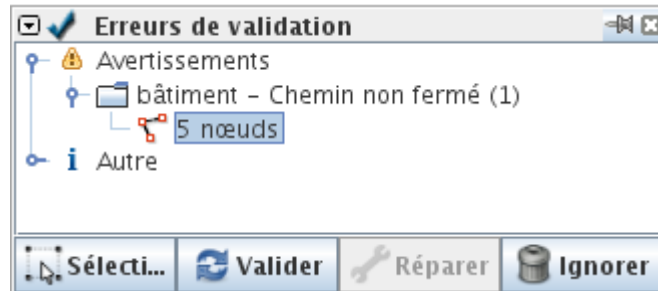 Erreurs de validation
Avertissements
bâtiment – Chemin non fermé (1)
5 nœuds
Autre
Sélecti... Valider Réparer Ignorer